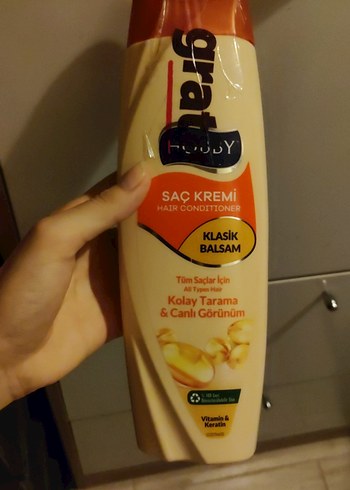 grat
HOBBY
SAÇ KREMİ
HAIR CONDITIONER
KLASİK
BALSAM
Tüm Saçlar İçin
All Types Hair
Kolay Tarama
& Canlı Görünüm
Vitamin &
Keratin